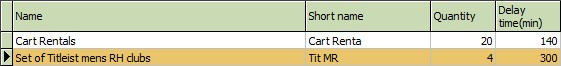 Name Short name Quantity Delay time(min)
Cart Rentals Cart Renta 20 140
Set of Titleist mens RH clubs Tit MR 4 300